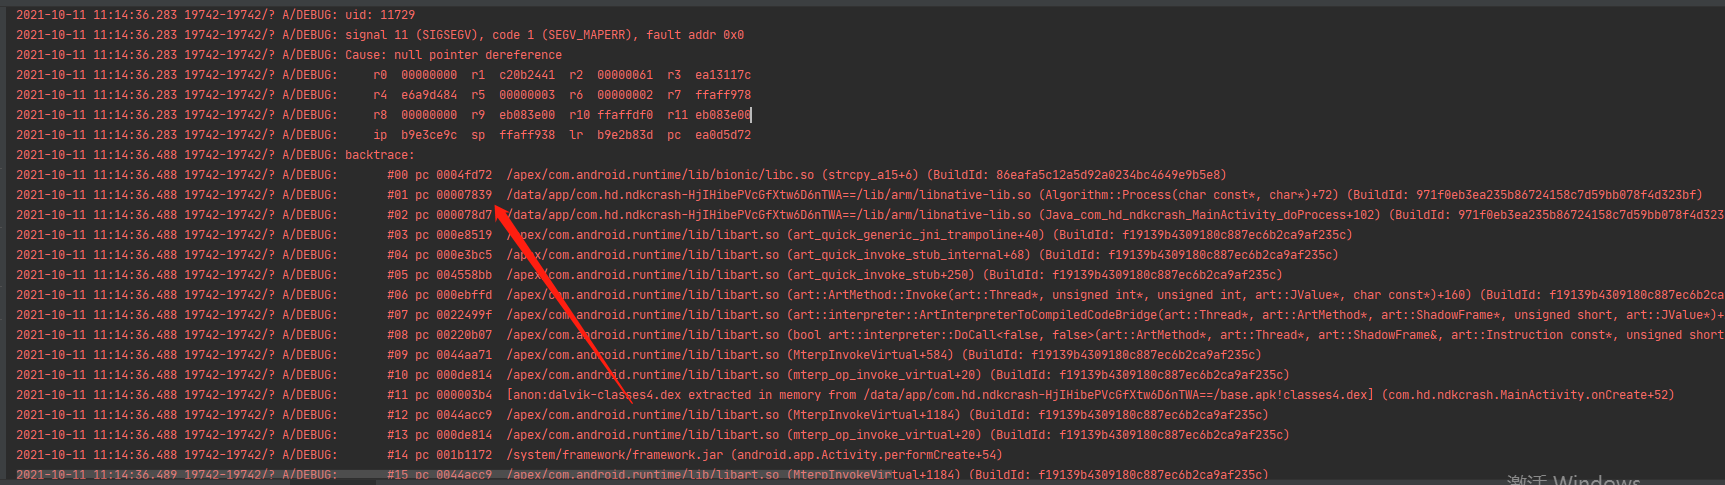 2021-10-11 11:14:36.283 19742-19742/? A/DEBUG: uid: 11729
2021-10-11 11:14:36.283 19742-19742/? A/DEBUG: signal 11 (SIGSEGV), code 1 (SEGV_MAPERR), fault addr 0x0
2021-10-11 11:14:36.283 19742-19742/? A/DEBUG: Cause: null pointer dereference
2021-10-11 11:14:36.283 19742-19742/? A/DEBUG:     r0  00000000  r1  c20b2441  r2  00000061  r3  ea13117c
2021-10-11 11:14:36.283 19742-19742/? A/DEBUG:     r4  e6a9d484  r5  00000003  r6  00000002  r7  ffaff978
2021-10-11 11:14:36.283 19742-19742/? A/DEBUG:     r8  00000000  r9  eb083e00  r10 ffaffdf0  r11 eb083e00
2021-10-11 11:14:36.283 19742-19742/? A/DEBUG:     ip  b9e3ce9c  sp  ffaff938  lr  b9e2b83d  pc  ea0d5d72
2021-10-11 11:14:36.488 19742-19742/? A/DEBUG: backtrace:
2021-10-11 11:14:36.488 19742-19742/? A/DEBUG:       #00 pc 0004fd72  /apex/com.android.runtime/lib/bionic/libc.so (strcpy_a15+6) (BuildId: 86eafa5c12a5d92a0234bc4649e9b5e8)
2021-10-11 11:14:36.488 19742-19742/? A/DEBUG:       #01 pc 00007839  /data/app/com.hd.ndkcrash-HjIHibePVcGfXtw6D6nTWA==/lib/arm/libnative-lib.so (Algorithm::Process(char const*, char*)+72) (BuildId: 971f0eb3ea235b86724158c7d59bb078f4d323bf)
2021-10-11 11:14:36.488 19742-19742/? A/DEBUG:       #02 pc 000078d7  /data/app/com.hd.ndkcrash-HjIHibePVcGfXtw6D6nTWA==/lib/arm/libnative-lib.so (Java_com_hd_ndkcrash_MainActivity_doProcess+102) (BuildId: 971f0eb3ea235b86724158c7d59bb078f4d323
2021-10-11 11:14:36.488 19742-19742/? A/DEBUG:       #03 pc 000e8519  /apex/com.android.runtime/lib/libart.so (art_quick_generic_jni_trampoline+40) (BuildId: f19139b4309180c887ec6b2ca9af235c)
2021-10-11 11:14:36.488 19742-19742/? A/DEBUG:       #04 pc 000e3bc5  /apex/com.android.runtime/lib/libart.so (art_quick_invoke_stub_internal+68) (BuildId: f19139b4309180c887ec6b2ca9af235c)
2021-10-11 11:14:36.488 19742-19742/? A/DEBUG:       #05 pc 004558bb  /apex/com.android.runtime/lib/libart.so (art_quick_invoke_stub+250) (BuildId: f19139b4309180c887ec6b2ca9af235c)
2021-10-11 11:14:36.488 19742-19742/? A/DEBUG:       #06 pc 000ebffd  /apex/com.android.runtime/lib/libart.so (art::ArtMethod::Invoke(art::Thread*, unsigned int*, unsigned int, art::JValue*, char const*)+160) (BuildId: f19139b4309180c887ec6b2ca
2021-10-11 11:14:36.488 19742-19742/? A/DEBUG:       #07 pc 0022499f  /apex/com.android.runtime/lib/libart.so (art::interpreter::ArtInterpreterToCompiledCodeBridge(art::Thread*, art::ArtMethod*, art::ShadowFrame*, unsigned short, art::JValue*)+
2021-10-11 11:14:36.488 19742-19742/? A/DEBUG:       #08 pc 00220b07  /apex/com.android.runtime/lib/libart.so (bool art::interpreter::DoCall<false, false>(art::ArtMethod*, art::Thread*, art::ShadowFrame&, art::Instruction const*, unsigned short
2021-10-11 11:14:36.488 19742-19742/? A/DEBUG:       #09 pc 0044aa71  /apex/com.android.runtime/lib/libart.so (MterpInvokeVirtual+584) (BuildId: f19139b4309180c887ec6b2ca9af235c)
2021-10-11 11:14:36.488 19742-19742/? A/DEBUG:       #10 pc 000de814  /apex/com.android.runtime/lib/libart.so (mterp_op_invoke_virtual+20) (BuildId: f19139b4309180c887ec6b2ca9af235c)
2021-10-11 11:14:36.488 19742-19742/? A/DEBUG:       #11 pc 000003b4  [anon:dalvik-classes4.dex extracted in memory from /data/app/com.hd.ndkcrash-HjIHibePVcGfXtw6D6nTWA==/base.apk!classes4.dex] (com.hd.ndkcrash.MainActivity.onCreate+52)
2021-10-11 11:14:36.488 19742-19742/? A/DEBUG:       #12 pc 0044acc9  /apex/com.android.runtime/lib/libart.so (MterpInvokeVirtual+1184) (BuildId: f19139b4309180c887ec6b2ca9af235c)
2021-10-11 11:14:36.488 19742-19742/? A/DEBUG:       #13 pc 000de814  /apex/com.android.runtime/lib/libart.so (mterp_op_invoke_virtual+20) (BuildId: f19139b4309180c887ec6b2ca9af235c)
2021-10-11 11:14:36.488 19742-19742/? A/DEBUG:       #14 pc 001b1172  /system/framework/framework.jar (android.app.Activity.performCreate+54)
2021-10-11 11:14:36.489 19742-19742/? A/DEBUG:       #15 pc 0044acc9  /apex/com.android.runtime/lib/libart.so (MterpInvokeVirtual+1184) (BuildId: f19139b4309180c887ec6b2ca9af235c)
激活 Windows